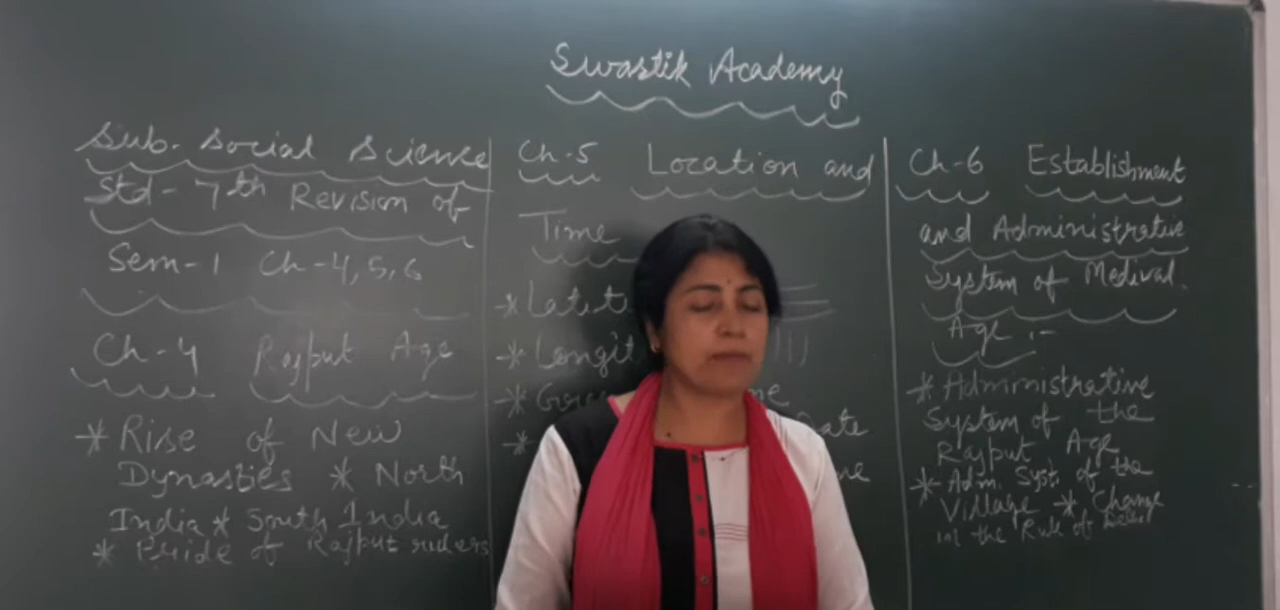 Swastik Academy
Sub- Social Science
Std- 7th Revision of
Sem-1 Ch-4,5,6
Ch-4 Rajput Age
* Rise of New
Dynasties * North
India * South India
* Pride of Rajput rulers
Ch-5 Location and
Time
* Latit
* Longit
*
*
Ch-6 Establishment
and Administrative
System of Medival
Age :-
* Administrative
System of the
Rajput Age
* Adm. Syst. of the
Village * Change
in the Rule of